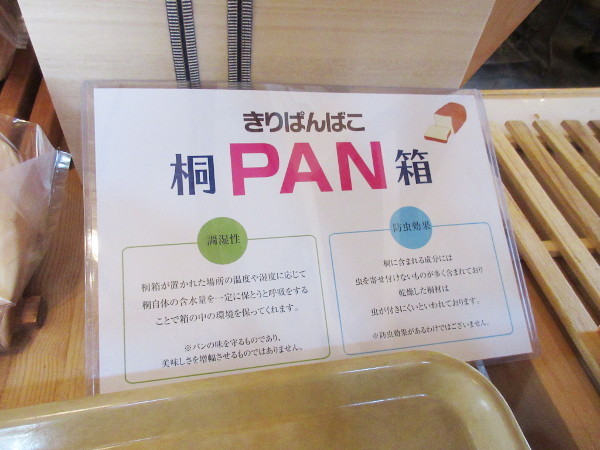 きりぱんばこ
桐PAN箱
調湿性
桐箱が置かれた場所の温度や湿度に応じて
桐自体の含水量を一定に保とうと呼吸をする
ことで箱の中の環境を保ってくれます。
※パンの味を守るものであり、
美味しさを増幅させるものではありません。
防虫効果
桐に含まれる成分には
虫を寄せ付けないものが多く含まれており
乾燥した桐材は
虫が付きにくいといわれております。
※防虫効果があるわけではございません。